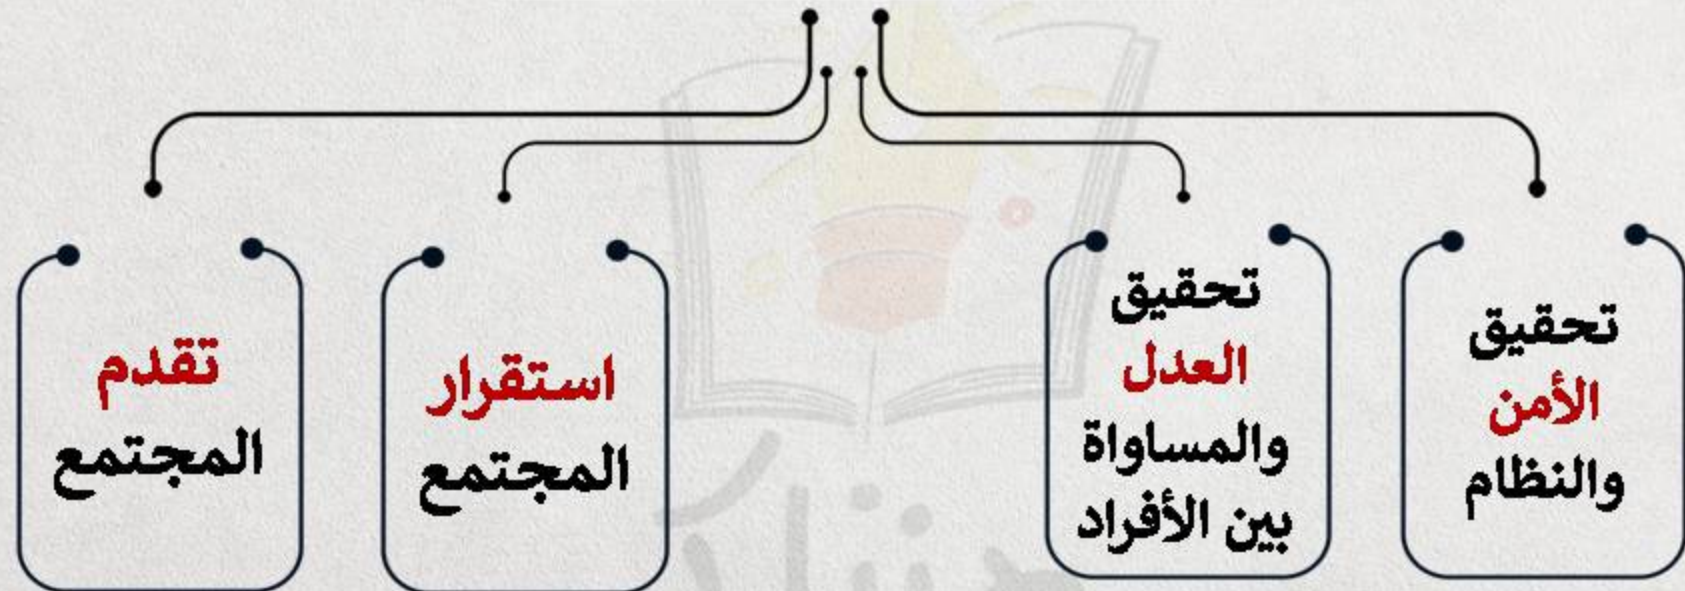 تحقيق
الأمن
والنظام
تحقيق
العدل
والمساواة
بين الأفراد
استقرار
المجتمع
تقدم
المجتمع